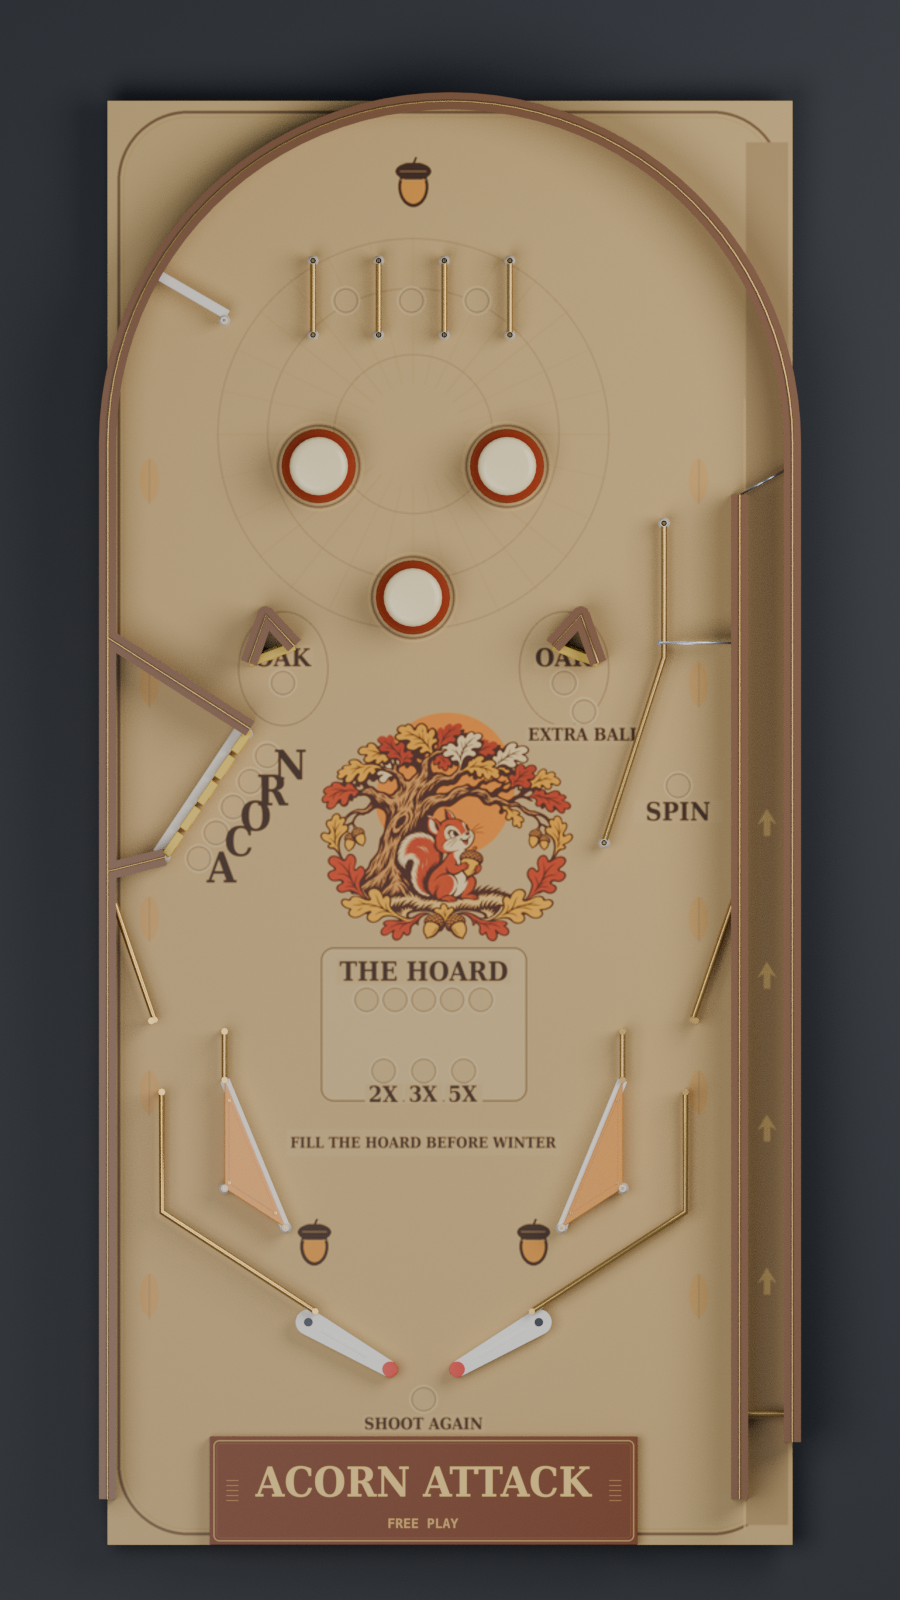 OAK
OAK
EXTRA BALL
ACORN
SPIN
THE HOARD
2X 3X 5X
FILL THE HOARD BEFORE WINTER
SHOOT AGAIN
ACORN ATTACK
FREE PLAY